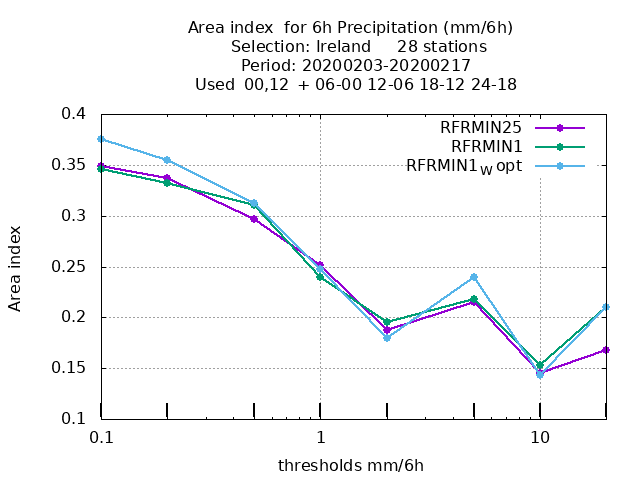 Area index for 6h Precipitation (mm/6h)
Selection: Ireland 28 stations
Period: 20200203-20200217
Used 00,12 + 06-00 12-06 18-12 24-18
RFRMIN25
RFRMIN1
RFRMIN1W opt
0.4
0.35
0.3
0.25
0.2
0.15
0.1
Area index
0.1 1 10
thresholds mm/6h